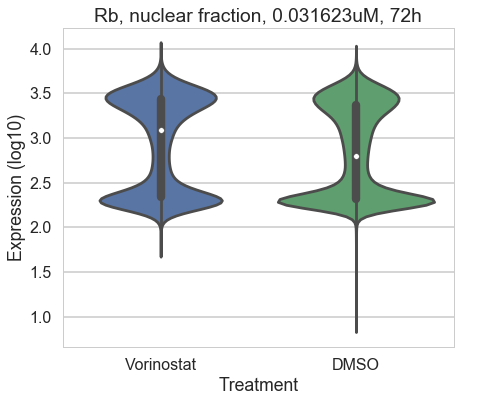 Rb, nuclear fraction, 0.031623uM, 72h
4.0
3.5
3.0
2.5
2.0
1.5
1.0
Expression (log10)
Vorinostat
DMSO
Treatment